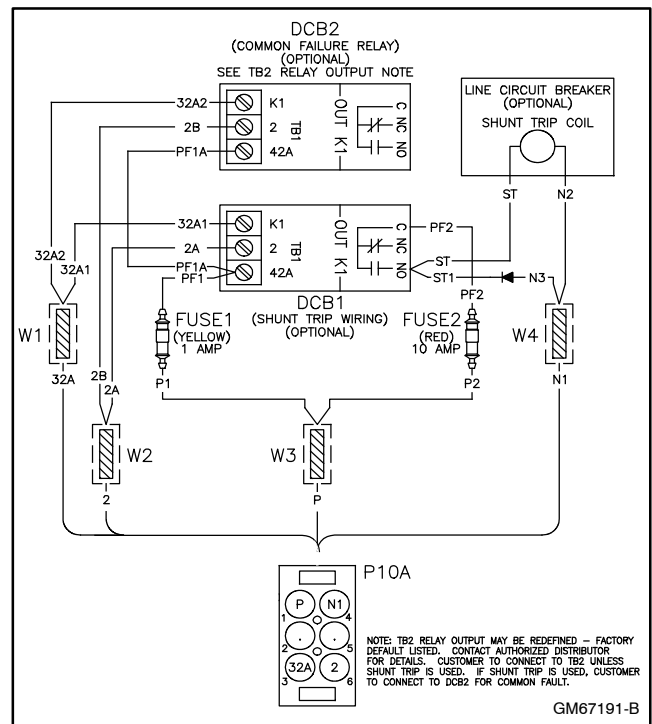 DCB2
(COMMON FAILURE RELAY)
(OPTIONAL)
SEE TB2 RELAY OUTPUT NOTE
32A2
K1
2B
2
PF1A
42A
TB1
OUT K1
C
NC
NO
LINE CIRCUIT BREAKER
(OPTIONAL)
SHUNT TRIP COIL
ST
N2
32A1
K1
2A
2
PF1A
PF1
42A
TB1
OUT K1
C
NC
NO
PF2
ST
ST1
N3
PF2
32A2
32A1
DCB1
(SHUNT TRIP WIRING)
(OPTIONAL)
FUSE1
(YELLOW)
1 AMP
FUSE2
(RED)
10 AMP
W1
W4
32A
2B
2A
P1
P2
N1
W2
W3
2
P
P10A
P
N1
1
4
2
5
32A
2
3
6
NOTE: TB2 RELAY OUTPUT MAY BE REDEFINED – FACTORY
DEFAULT LISTED. CONTACT AUTHORIZED DISTRIBUTOR
FOR DETAILS. CUSTOMER TO CONNECT TO TB2 UNLESS
SHUNT TRIP IS USED. IF SHUNT TRIP IS USED, CUSTOMER
TO CONNECT TO DCB2 FOR COMMON FAULT.
GM67191-B